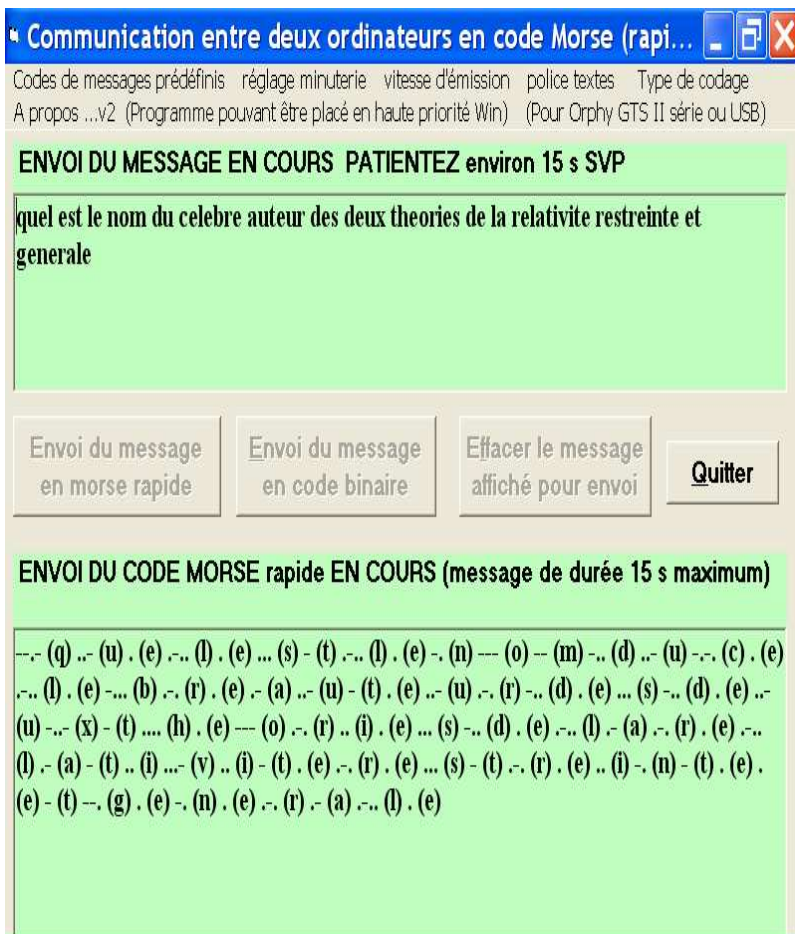 Communication entre deux ordinateurs en code Morse (rapi...
Codes de messages prédéfinis réglage minuterie vitesse d'émission police textes Type de codage
A propos ...v2 (Programme pouvant être placé en haute priorité Win) (Pour Orphy GTS II série ou USB)
ENVOI DU MESSAGE EN COURS PATIENTEZ environ 15 s SVP
quel est le nom du celebre auteur des deux theories de la relativite restreinte et
generale
Envoi du message
en morse rapide
Envoi du message
en code binaire
Effacer le message
affiché pour envoi
Quitter
ENVOI DU CODE MORSE rapide EN COURS (message de durée 15 s maximum)
--.- (q) ..- (u) . (e) .-.. (l) . (e) ... (s) - (t) .-.. (l) . (e) -. (n) --- (o) -- (m) -.. (d) ..- (u) -.-. (c) . (e)
.-.. (l) . (e) -... (b) .-. (r) . (e) .- (a) ..- (u) - (t) . (e) ..- (u) .-. (r) -.. (d) . (e) ... (s) -.. (d) . (e) ..-
(u) -..- (x) - (t) .... (h) . (e) --- (o) .-. (r) .. (i) . (e) ... (s) -.. (d) . (e) .-.. (l) .- (a) .-. (r) . (e) .-..
(l) .- (a) - (t) .. (i) ...- (v) .. (i) - (t) . (e) .-. (r) . (e) ... (s) - (t) .-. (r) . (e) .. (i) -. (n) - (t) . (e) .
(e) - (t) --. (g) . (e) -. (n) . (e) .-. (r) .- (a) .-.. (l) . (e)